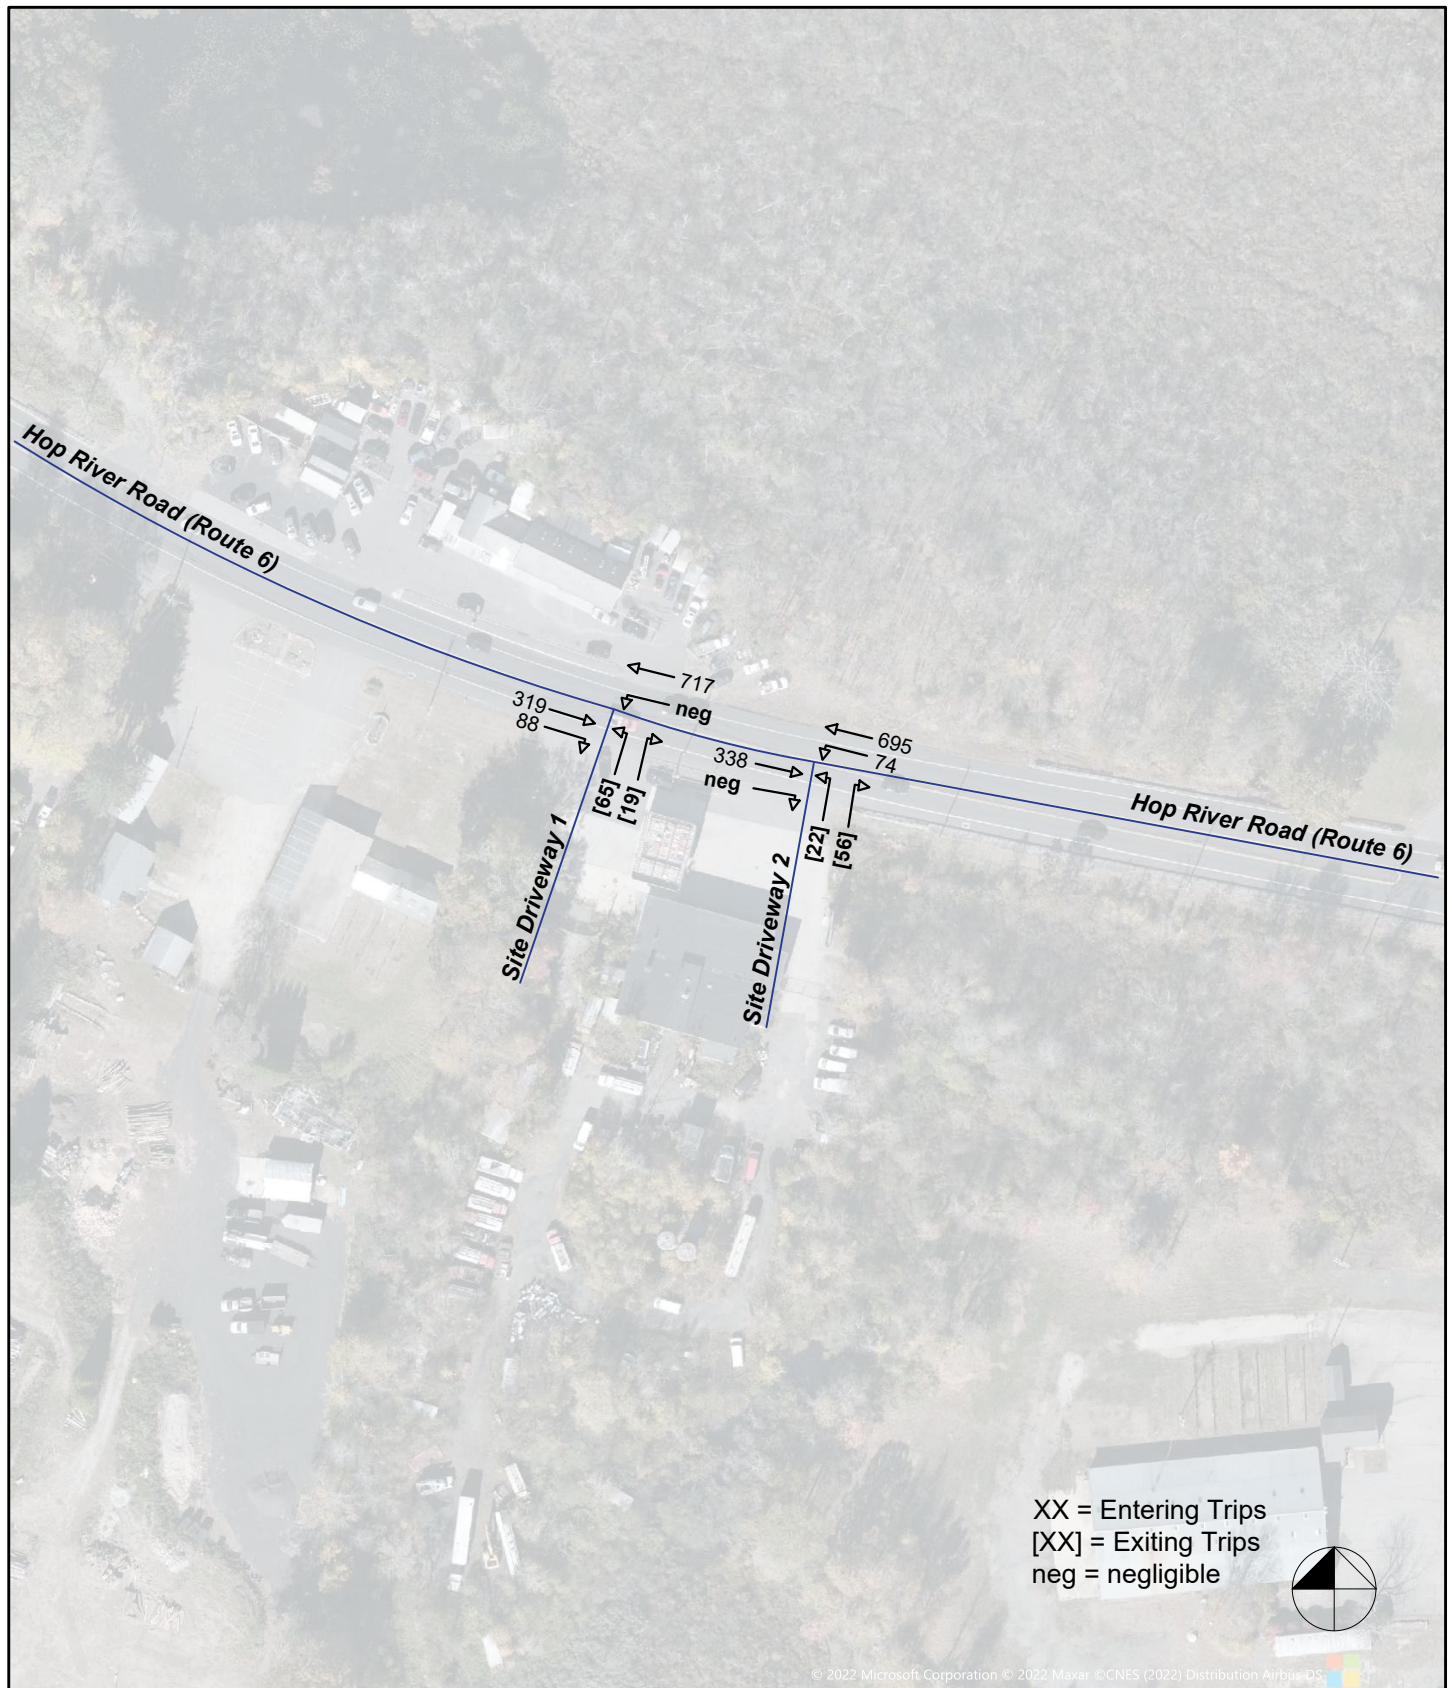 Hop River Road (Route 6)
717
neg
319
88
[65]
[19]
695
74
338
neg
[22]
[56]
Hop River Road (Route 6)
Site Driveway 1
Site Driveway 2
XX = Entering Trips
[XX] = Exiting Trips
neg = negligible
© 2022 Microsoft Corporation © 2022 Maxar ©CNES (2022) Distribution Airbus DS